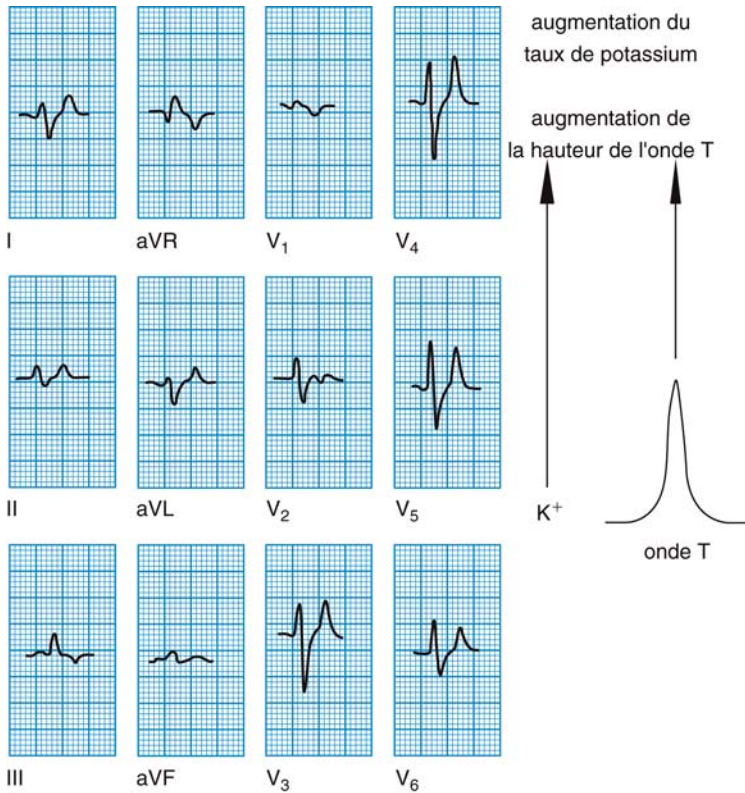 augmentation du
taux de potassium
augmentation de
la hauteur de l'onde T
I
aVR
V1
V4
II
aVL
V2
V5
K+
onde T
III
aVF
V3
V6